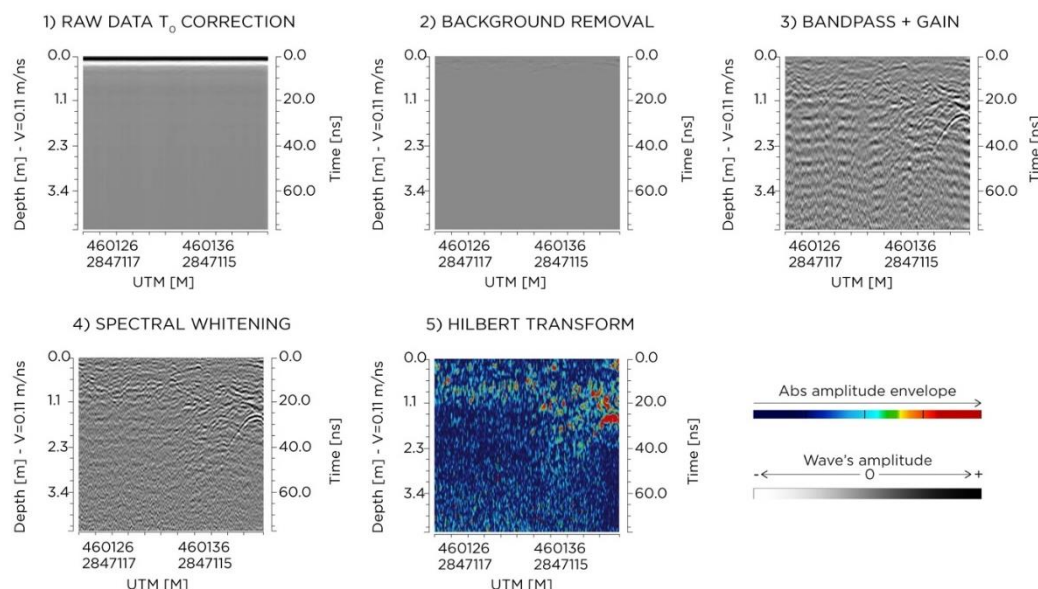 1) RAW DATA T₀ CORRECTION
0.0
1.1
2.3
3.4
Depth [m] - V=0.11 m/ns
0.0
20.0
40.0
60.0
Time [ns]
460126 460136
2847117 2847115
UTM [M]
2) BACKGROUND REMOVAL
0.0
1.1
2.3
3.4
Depth [m] - V=0.11 m/ns
0.0
20.0
40.0
60.0
Time [ns]
460126 460136
2847117 2847115
UTM [M]
3) BANDPASS + GAIN
0.0
1.1
2.3
3.4
Depth [m] - V=0.11 m/ns
0.0
20.0
40.0
60.0
Time [ns]
460126 460136
2847117 2847115
UTM [M]
4) SPECTRAL WHITENING
0.0
1.1
2.3
3.4
Depth [m] - V=0.11 m/ns
0.0
20.0
40.0
60.0
Time [ns]
460126 460136
2847117 2847115
UTM [M]
5) HILBERT TRANSFORM
0.0
1.1
2.3
3.4
Depth [m] - V=0.11 m/ns
0.0
20.0
40.0
60.0
Time [ns]
460126 460136
2847117 2847115
UTM [M]
Abs amplitude envelope
Wave's amplitude
- 0 +